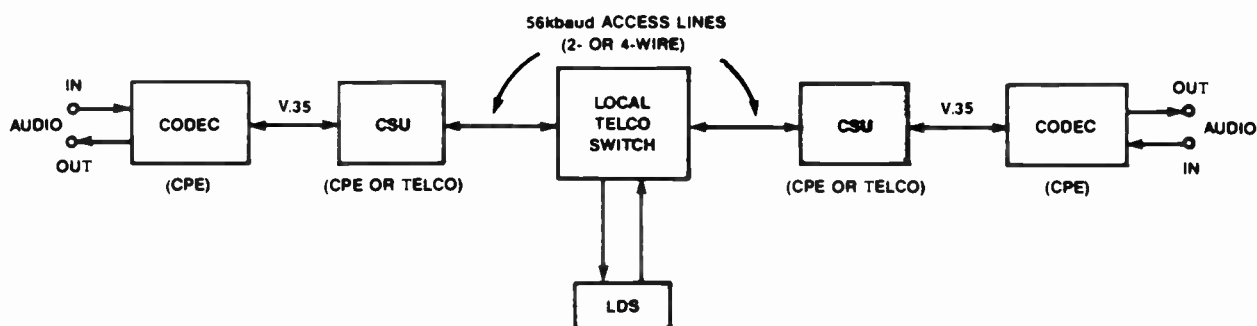 56kbaud ACCESS LINES
(2- OR 4-WIRE)
IN
AUDIO
OUT
CODEC
(CPE)
V.35
CSU
(CPE OR TELCO)
LOCAL
TELCO
SWITCH
CSU
(CPE OR TELCO)
V.35
CODEC
(CPE)
OUT
AUDIO
IN
LDS